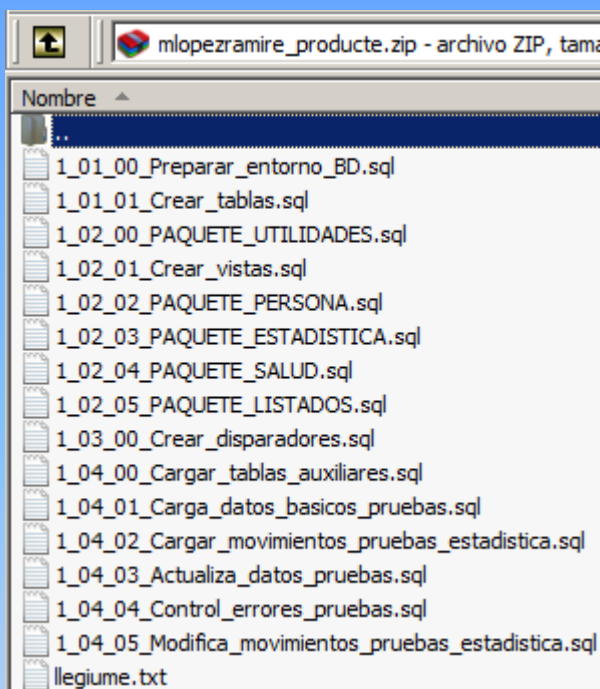 mlopezramire_producte.zip - archivo ZIP, tama
Nombre
..
1_01_00_Preparar_entorno_BD.sql
1_01_01_Crear_tablas.sql
1_02_00_PAQUETE_UTILIDADES.sql
1_02_01_Crear_vistas.sql
1_02_02_PAQUETE_PERSONA.sql
1_02_03_PAQUETE_ESTADISTICA.sql
1_02_04_PAQUETE_SALUD.sql
1_02_05_PAQUETE_LISTADOS.sql
1_03_00_Crear_disparadores.sql
1_04_00_Cargar_tablas_auxiliares.sql
1_04_01_Carga_datos_basicos_pruebas.sql
1_04_02_Cargar_movimientos_pruebas_estadistica.sql
1_04_03_Actualiza_datos_pruebas.sql
1_04_04_Control_errores_pruebas.sql
1_04_05_Modifica_movimientos_pruebas_estadistica.sql
llegiume.txt